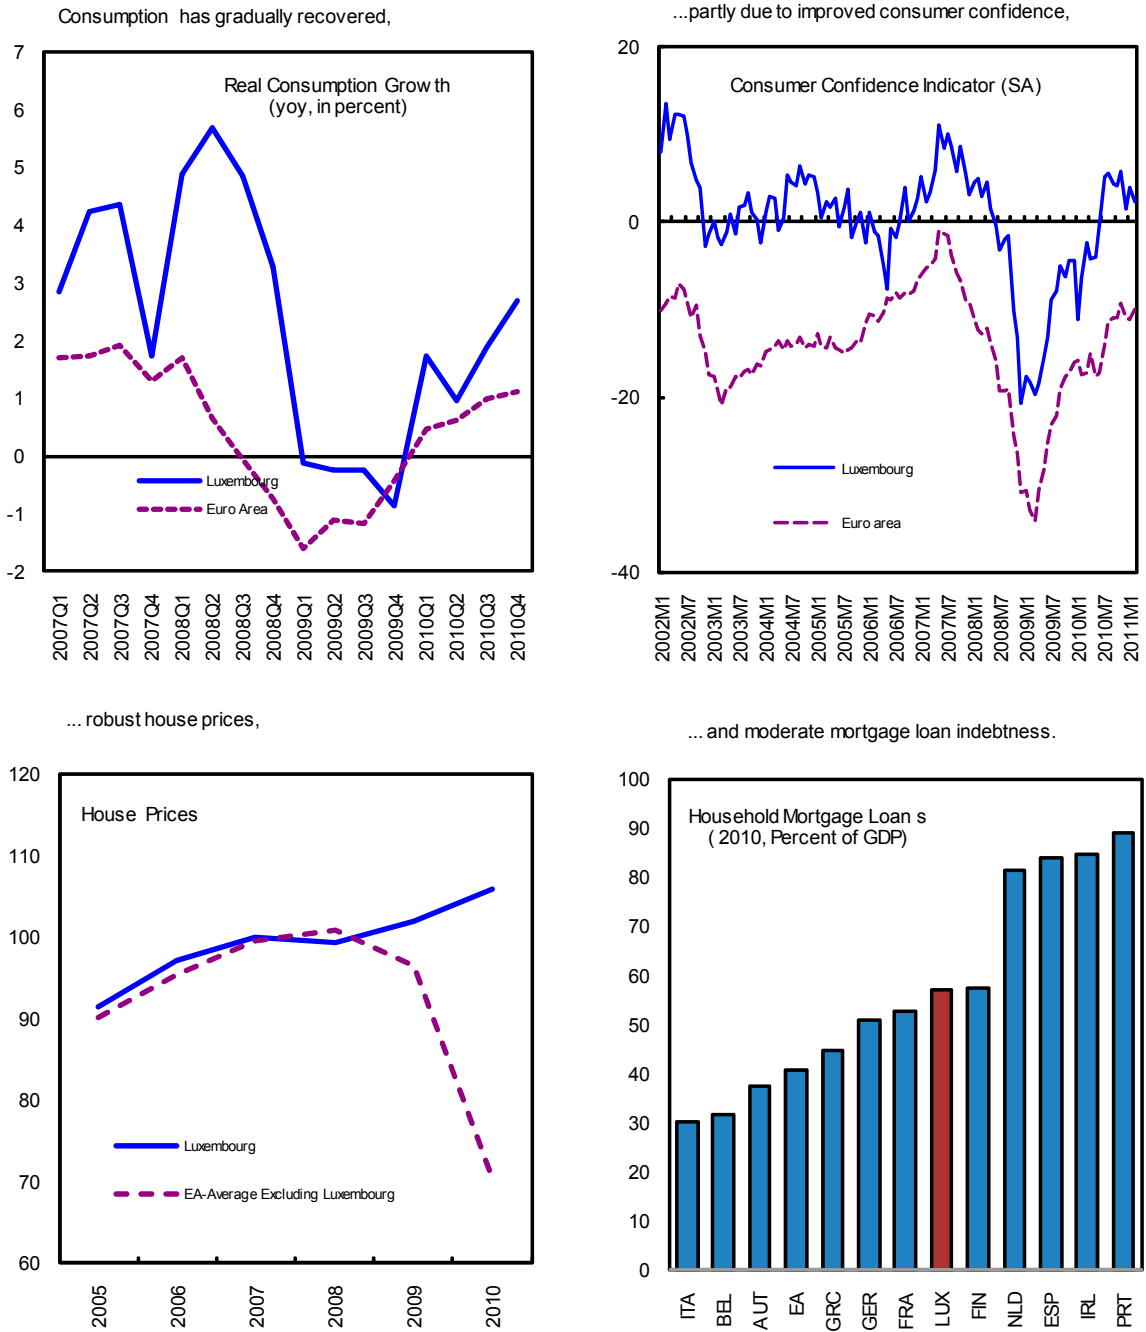 Consumption has gradually recovered,
7
6
5
4
3
2
1
0
-1
-2
Real Consumption Growth
(yoy, in percent)
Luxembourg
Euro Area
2007Q1
2007Q2
2007Q3
2007Q4
2008Q1
2008Q2
2008Q3
2008Q4
2009Q1
2009Q2
2009Q3
2009Q4
2010Q1
2010Q2
2010Q3
2010Q4
...partly due to improved consumer confidence,
20
0
-20
-40
Consumer Confidence Indicator (SA)
Luxembourg
Euro area
2002M1
2002M7
2003M1
2003M7
2004M1
2004M7
2005M1
2005M7
2006M1
2006M7
2007M1
2007M7
2008M1
2008M7
2009M1
2009M7
2010M1
2010M7
2011M1
... robust house prices,
120
110
100
90
80
70
60
House Prices
Luxembourg
EA-Average Excluding Luxembourg
2005
2006
2007
2008
2009
2010
... and moderate mortgage loan indebtness.
100
90
80
70
60
50
40
30
20
10
0
Household Mortgage Loan s
( 2010, Percent of GDP)
ITA
BEL
AUT
EA
GRC
GER
FRA
LUX
FIN
NLD
ESP
IRL
PRT